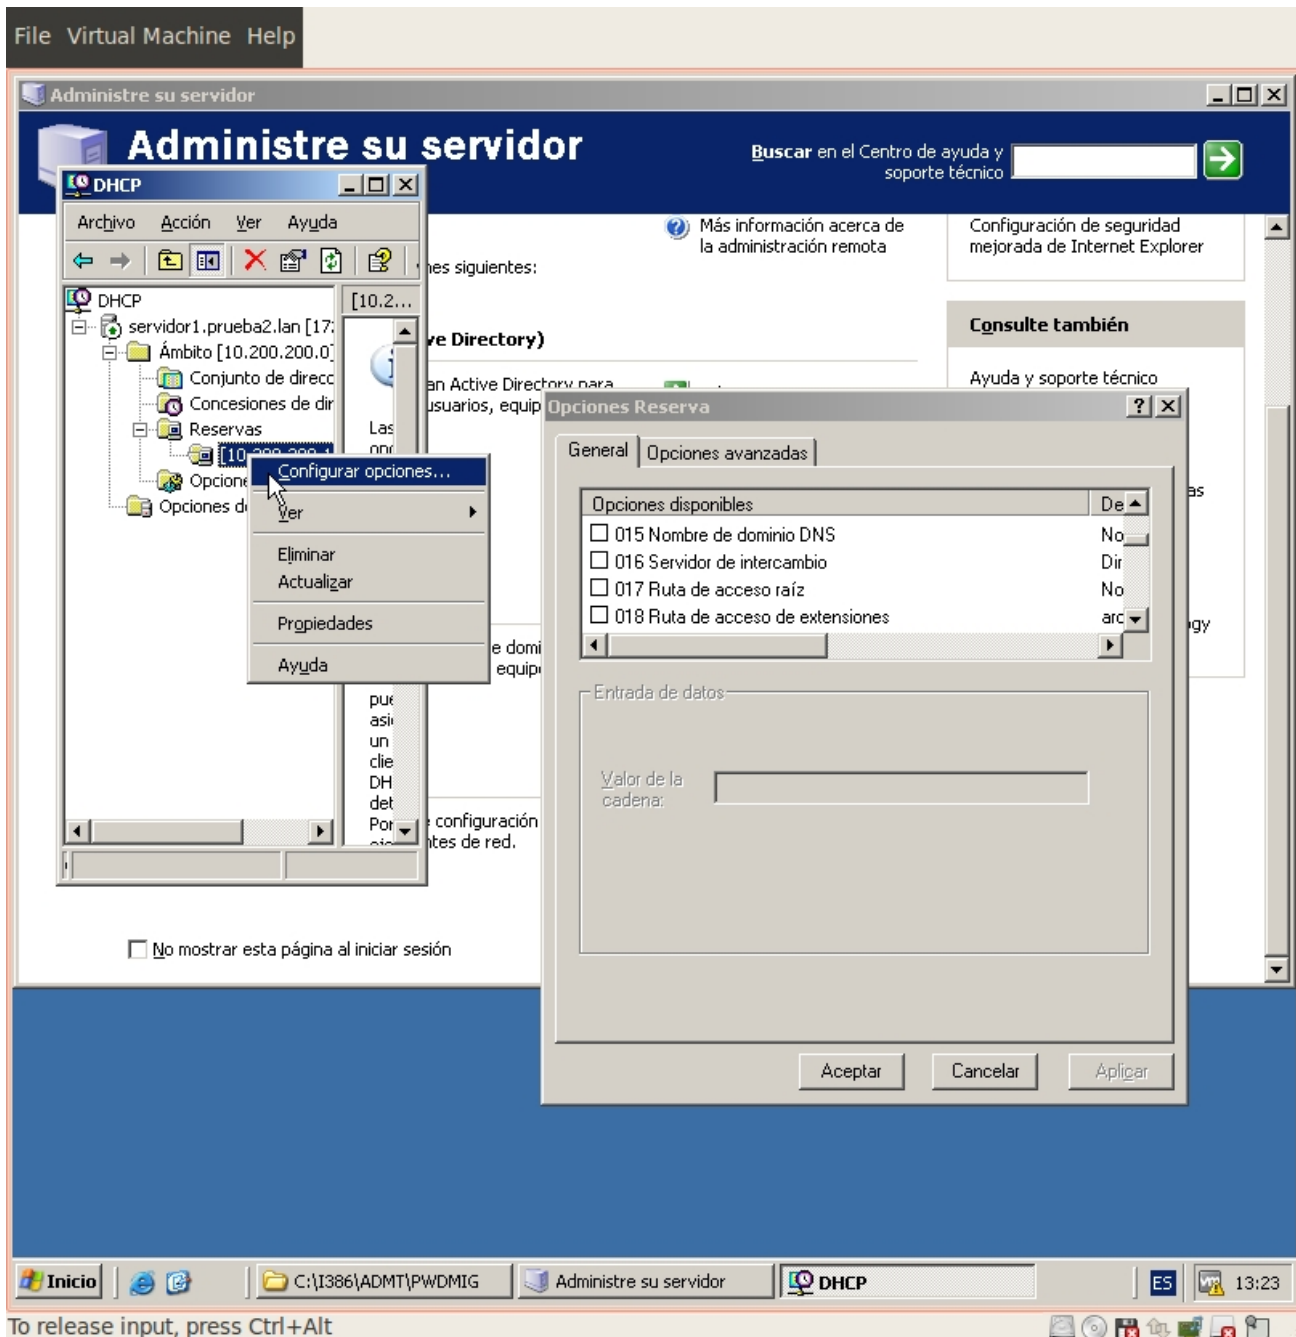 File Virtual Machine Help
Administre su servidor
Administre su servidor
Buscar en el Centro de ayuda y
soporte técnico
DHCP
Archivo Acción Ver Ayuda
DHCP
servidor1.prueba2.lan [17
Ámbito [10.200.200.0]
Conjunto de direcc
Concesiones de dir
Reservas
Opcione
Opciones d
[10.2...
Las
pue
asi
un
clie
DH
det
Por
Configurar opciones...
Ver
Eliminar
Actualizar
Propiedades
Ayuda
nes siguientes:
ve Directory)
an Active Directory para
usuarios, equip
e domi
equip
configuración
ntes de red.
Más información acerca de
la administración remota
Configuración de seguridad
mejorada de Internet Explorer
Consulte también
Ayuda y soporte técnico
as
gy
Opciones Reserva
General Opciones avanzadas
Opciones disponibles De
015 Nombre de dominio DNS No
016 Servidor de intercambio Dir
017 Ruta de acceso raíz No
018 Ruta de acceso de extensiones arc
Entrada de datos
Valor de la
cadena:
Aceptar Cancelar Aplicar
No mostrar esta página al iniciar sesión
Inicio C:\I386\ADMT\PWDMIG Administre su servidor DHCP ES 13:23
To release input, press Ctrl+Alt